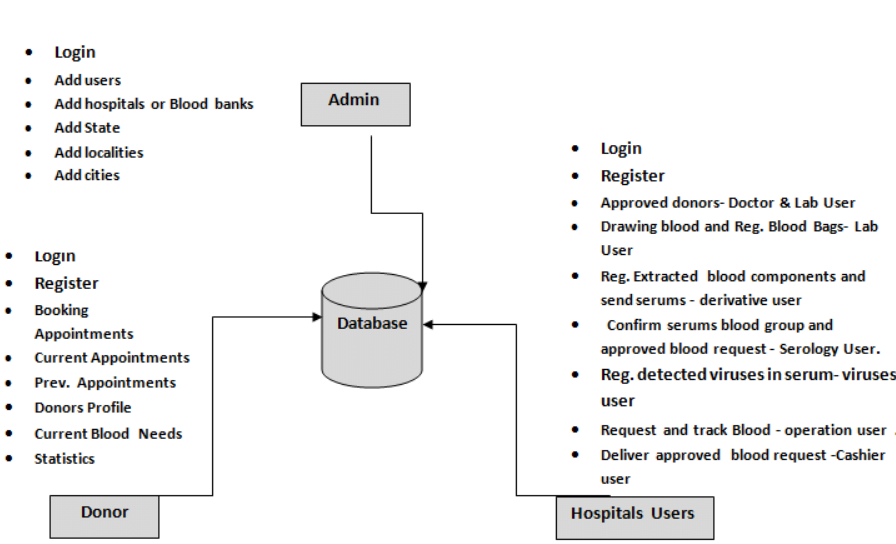 • Login
• Add users
• Add hospitals or Blood banks
• Add State
• Add localities
• Add cities
Admin
• Login
• Register
• Booking
Appointments
• Current Appointments
• Prev. Appointments
• Donors Profile
• Current Blood Needs
• Statistics
Donor
Database
• Login
• Register
• Approved donors- Doctor & Lab User
• Drawing blood and Reg. Blood Bags- Lab
User
• Reg. Extracted blood components and
send serums - derivative user
• Confirm serums blood group and
approved blood request - Serology User.
• Reg. detected viruses in serum- viruses
user
• Request and track Blood - operation user .
• Deliver approved blood request -Cashier
user
Hospitals Users